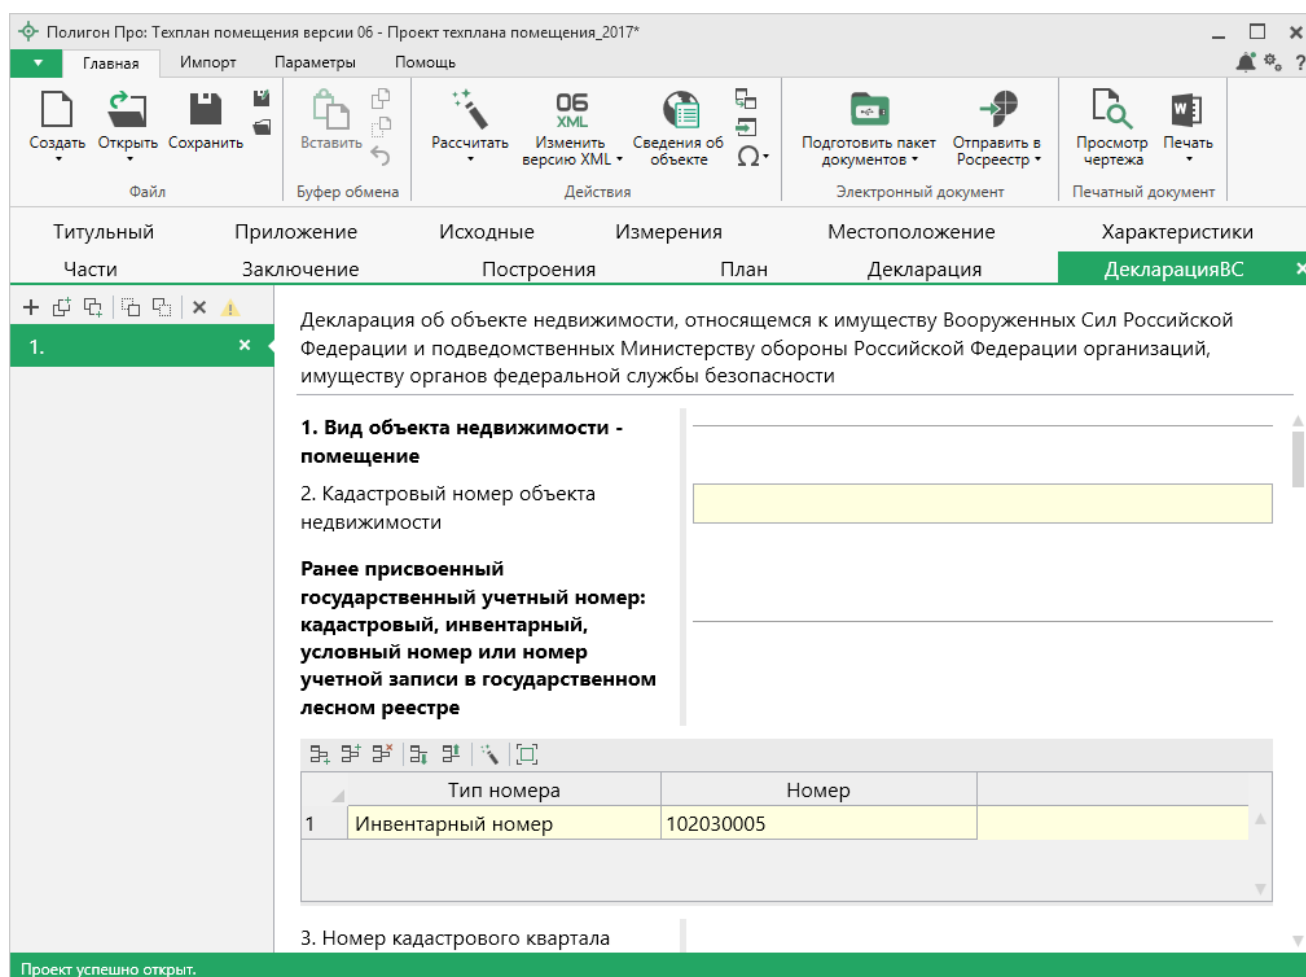 Полигон Про: Техплан помещения версии 06 - Проект техплана помещения_2017*
Главная Импорт Параметры Помощь
?
06
XML
W
Создать Открыть Сохранить Вставить Рассчитать Изменить Сведения об Подготовить пакет Отправить в Просмотр Печать
версию XML объекте Ω документов Росреестр чертежа
Файл Буфер обмена Действия Электронный документ Печатный документ
Титульный Приложение Исходные Измерения Местоположение Характеристики
Части Заключение Построения План Декларация ДекларацияВС
1.
Декларация об объекте недвижимости, относящемся к имуществу Вооруженных Сил Российской
Федерации и подведомственных Министерству обороны Российской Федерации организаций,
имуществу органов федеральной службы безопасности
1. Вид объекта недвижимости -
помещение
2. Кадастровый номер объекта
недвижимости
Ранее присвоенный
государственный учетный номер:
кадастровый, инвентарный,
условный номер или номер
учетной записи в государственном
лесном реестре
Тип номера Номер
1 Инвентарный номер 102030005
3. Номер кадастрового квартала
Проект успешно открыт.